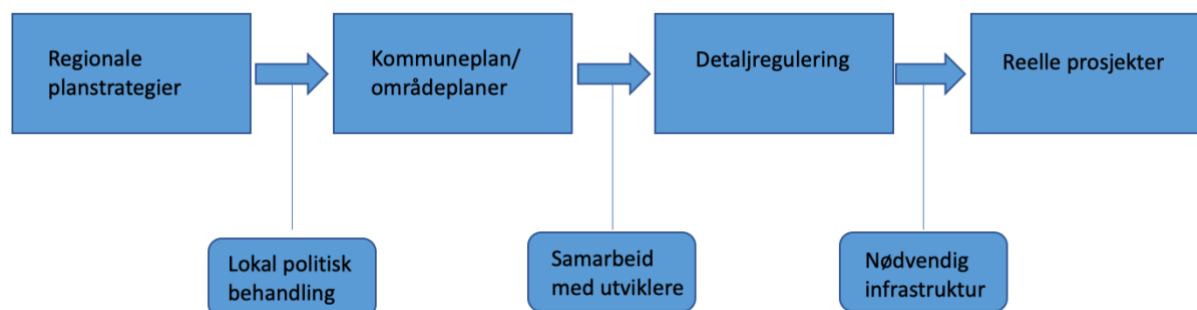 Regionale
planstrategier
Kommuneplan/
områdeplaner
Detaljregulering
Reelle prosjekter
Lokal politisk
behandling
Samarbeid
med utviklere
Nødvendig
infrastruktur